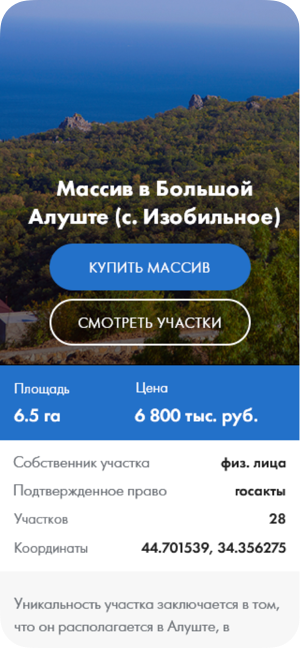 Массив в Большой
Алуште (с. Изобильное)
КУПИТЬ МАССИВ
СМОТРЕТЬ УЧАСТКИ
Площадь Цена
6.5 га 6 800 тыс. руб.
Собственник участка физ. лица
Подтвержденное право госакты
Участков 28
Координаты 44.701539, 34.356275
Уникальность участка заключается в том,
что он располагается в Алуште, в